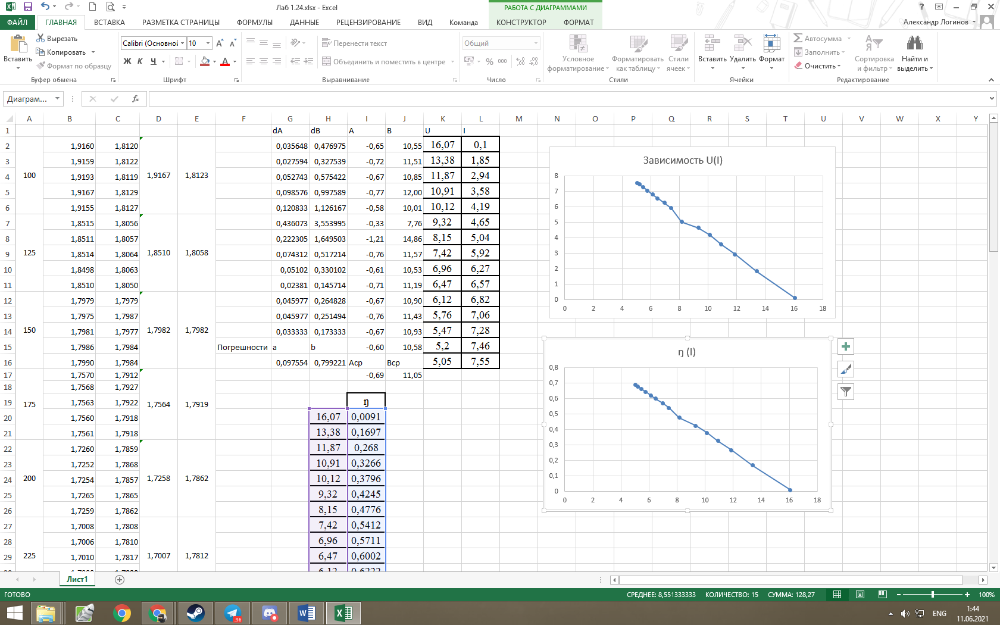 Лаб 1.24.xlsx - Excel
РАБОТА С ДИАГРАММАМИ
ФАЙЛ ГЛАВНАЯ ВСТАВКА РАЗМЕТКА СТРАНИЦЫ ФОРМУЛЫ ДАННЫЕ РЕЦЕНЗИРОВАНИЕ ВИД Команда КОНСТРУКТОР ФОРМАТ Александр Логинов
Вставить
Вырезать
Копировать
Формат по образцу
Буфер обмена
Calibri (Основної 10
Ж К Ч
Шрифт
Перенести текст
Объединить и поместить в центре
Выравнивание
Общий
% 000
Число
Условное форматирование
Форматировать как таблицу
Стили ячеек
Стили
Вставить Удалить Формат
Ячейки
Автосумма
Заполнить
Очистить
Сортировка и фильтр
Найти и выделить
Редактирование
Диаграм... fx
A B C D E F G H I J K L M N O P Q R S T U V W X Y
1 dA dB A B U I
2 1,9160 1,8120 0,035648 0,476975 -0,65 10,55 16,07 0,1
3 1,9159 1,8122 0,027594 0,327539 -0,72 11,51 13,38 1,85
4 100 1,9193 1,8119 1,9167 1,8123 0,052743 0,575422 -0,67 10,85 11,87 2,94
5 1,9167 1,8129 0,098576 0,997589 -0,77 12,00 10,91 3,58
6 1,9155 1,8127 0,120833 1,126167 -0,58 10,01 10,12 4,19
7 1,8515 1,8056 0,436073 3,553995 -0,33 7,76 9,32 4,65
8 1,8511 1,8057 0,222305 1,649503 -1,21 14,86 8,15 5,04
9 125 1,8514 1,8064 1,8510 1,8058 0,074312 0,517214 -0,76 11,57 7,42 5,92
10 1,8498 1,8063 0,05102 0,330102 -0,61 10,53 6,96 6,27
11 1,8510 1,8050 0,02381 0,145714 -0,71 11,19 6,47 6,57
12 1,7979 1,7979 0,045977 0,264828 -0,67 10,90 6,12 6,82
13 1,7975 1,7987 0,045977 0,251494 -0,76 11,43 5,76 7,06
14 150 1,7981 1,7977 1,7982 1,7982 0,033333 0,173333 -0,67 10,93 5,47 7,28
15 1,7986 1,7984 Погрешности a b -0,60 10,58 5,2 7,46
16 1,7990 1,7984 0,097554 0,799221 Аср Вср 5,05 7,55
17 1,7570 1,7912 -0,69 11,05
18 1,7568 1,7927
19 175 1,7563 1,7922 1,7564 1,7919 ŋ
20 1,7560 1,7918 16,07 0,0091
21 1,7561 1,7918 13,38 0,1697
22 1,7260 1,7859 11,87 0,268
23 1,7252 1,7868 10,91 0,3266
24 200 1,7254 1,7857 1,7258 1,7862 10,12 0,3796
25 1,7265 1,7865 9,32 0,4245
26 1,7259 1,7862 8,15 0,4776
27 1,7008 1,7808 7,42 0,5412
28 1,7006 1,7810 6,96 0,5711
29 225 1,7010 1,7817 1,7007 1,7812 6,47 0,6002
Зависимость U(I)
8
7
6
5
4
3
2
1
0
0 2 4 6 8 10 12 14 16 18
ŋ (I)
0,8
0,7
0,6
0,5
0,4
0,3
0,2
0,1
0
0 2 4 6 8 10 12 14 16 18
Лист1
ГОТОВО СРЕДНЕЕ: 8,551333333 КОЛИЧЕСТВО: 15 СУММА: 128,27 100%
.96
ENG
1:44
11.06.2021